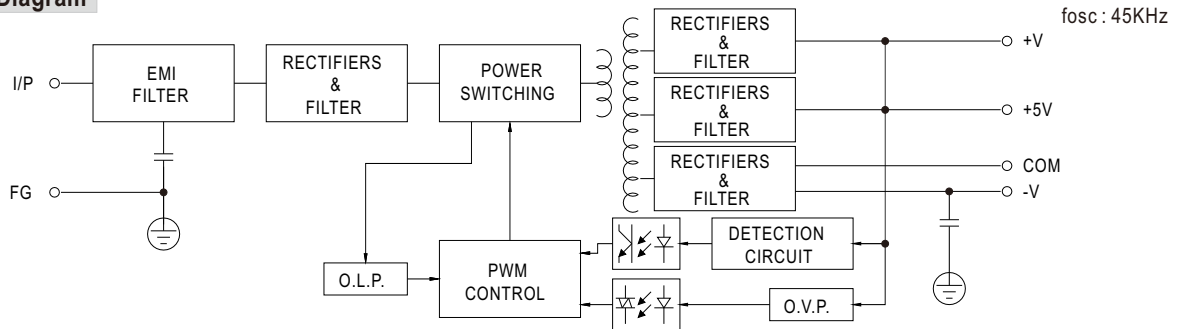 Diagram
fosc : 45KHz
I/P
EMI
FILTER
RECTIFIERS
&
FILTER
POWER
SWITCHING
RECTIFIERS
&
FILTER
+V
RECTIFIERS
&
FILTER
+5V
RECTIFIERS
&
FILTER
COM
-V
FG
O.L.P.
PWM
CONTROL
DETECTION
CIRCUIT
O.V.P.